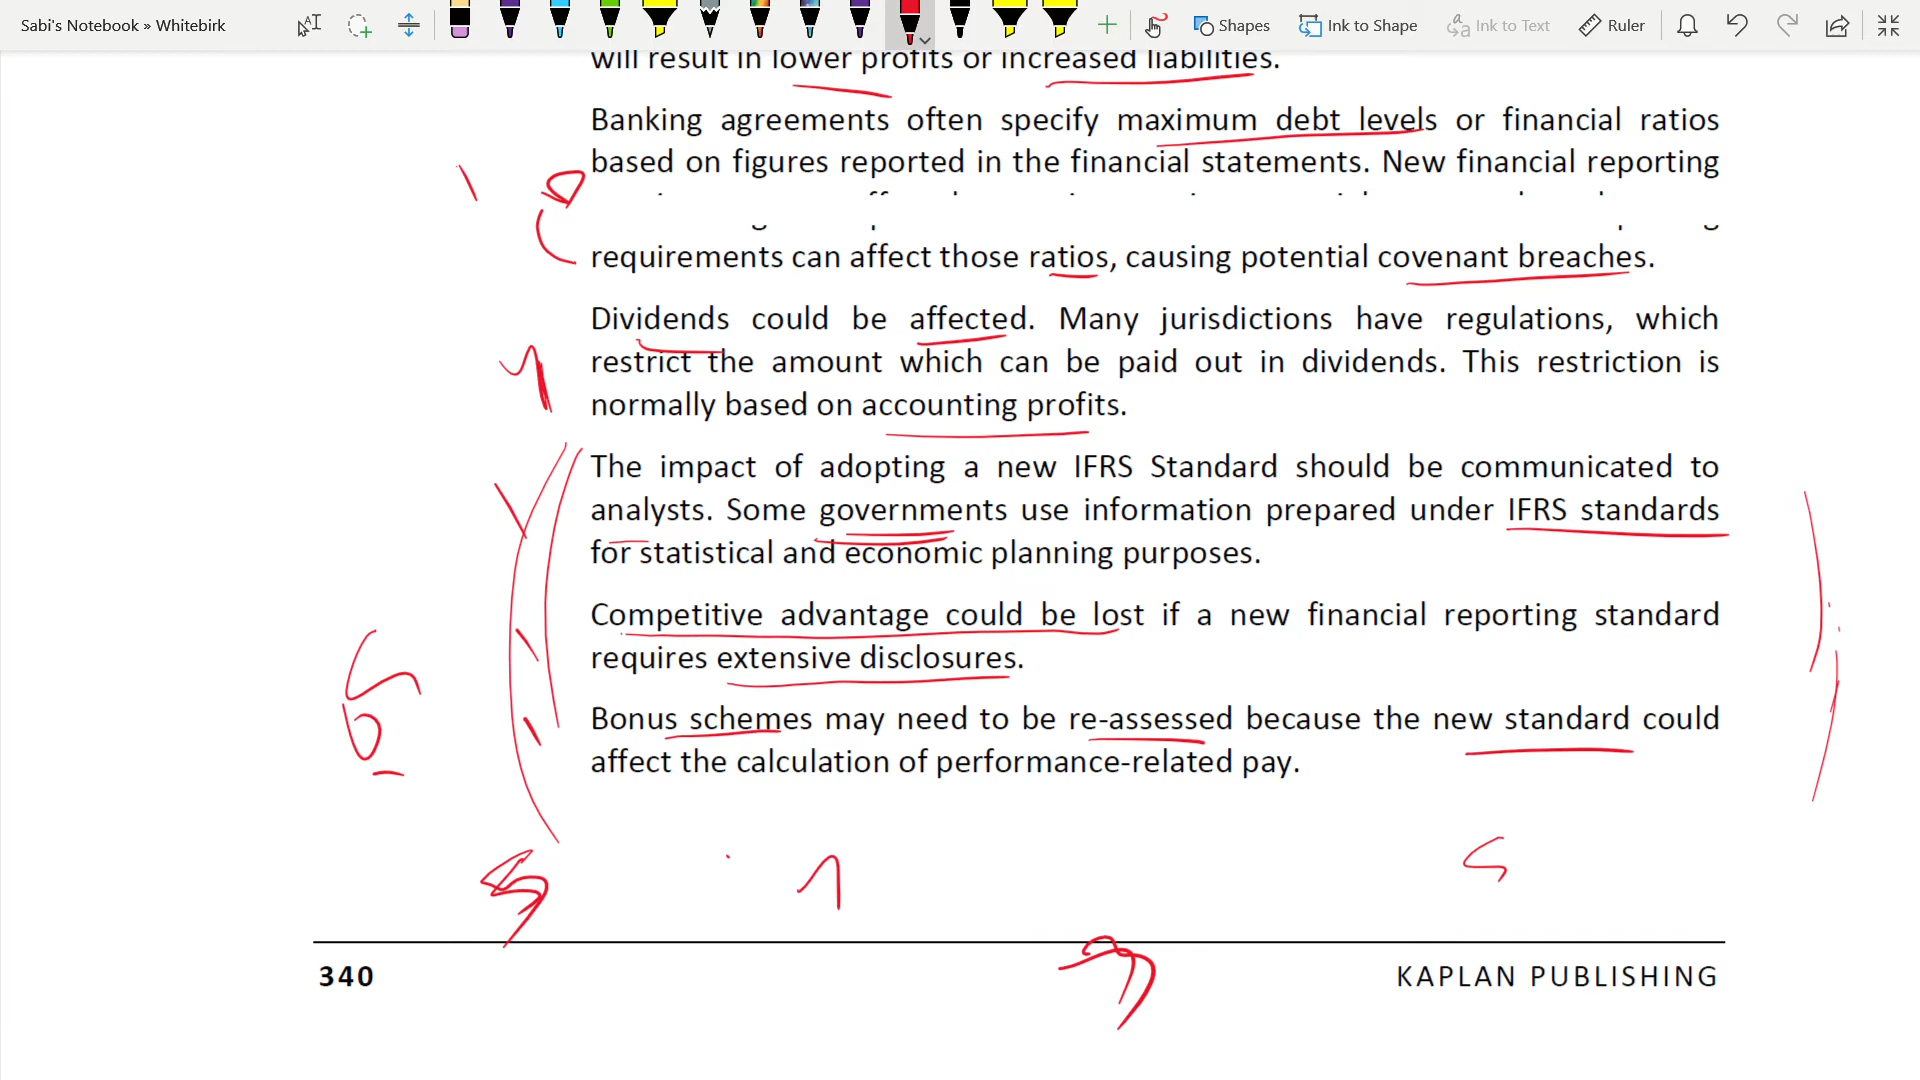 Sabi's Notebook » Whitebirk
Shapes
Ink to Shape
Ink to Text
Ruler
will result in lower profits or increased liabilities.
Banking agreements often specify maximum debt levels or financial ratios
based on figures reported in the financial statements. New financial reporting
requirements can affect those ratios, causing potential covenant breaches.
Dividends could be affected. Many jurisdictions have regulations, which
restrict the amount which can be paid out in dividends. This restriction is
normally based on accounting profits.
The impact of adopting a new IFRS Standard should be communicated to
analysts. Some governments use information prepared under IFRS standards
for statistical and economic planning purposes.
Competitive advantage could be lost if a new financial reporting standard
requires extensive disclosures.
Bonus schemes may need to be re-assessed because the new standard could
affect the calculation of performance-related pay.
340
KAPLAN PUBLISHING